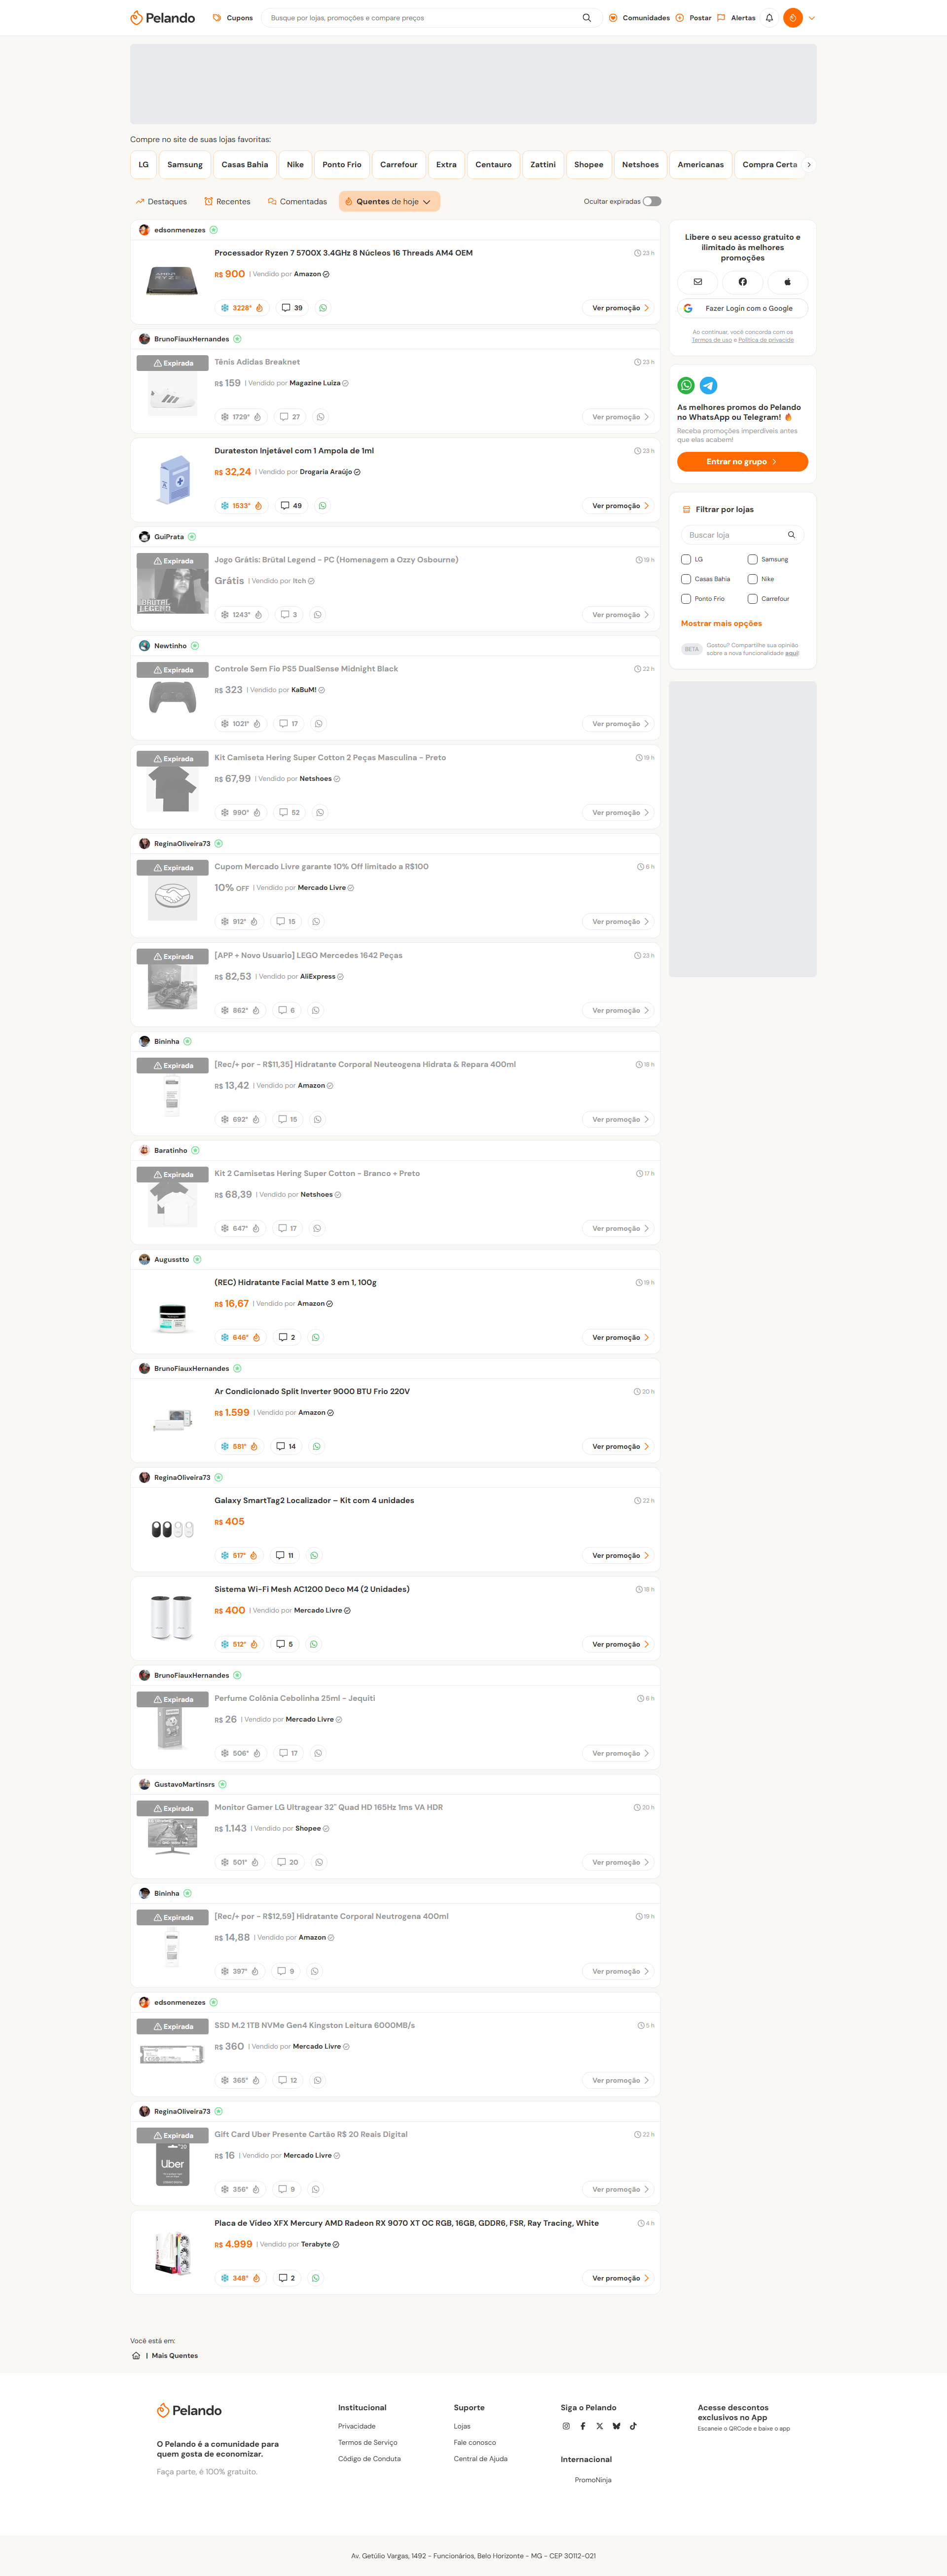 Pelando
Cupons
Busque por lojas, promoções e compare preços
Comunidades
Postar
Alertas
Compre no site de suas lojas favoritas:
LG
Samsung
Casas Bahia
Nike
Ponto Frio
Carrefour
Extra
Centauro
Zattini
Shopee
Netshoes
Americanas
Compra Certa
Destaques
Recentes
Comentadas
Quentes de hoje
Ocultar expiradas
edsonmenezes
Processador Ryzen 7 5700X 3.4GHz 8 Núcleos 16 Threads AM4 OEM
23 h
R$ 900 | Vendido por Amazon
3228°
39
Ver promoção
BrunoFiauxHernandes
Expirada
Tênis Adidas Breaknet
23 h
R$ 159 | Vendido por Magazine Luiza
1729°
27
Ver promoção
Durateston Injetável com 1 Ampola de 1ml
23 h
R$ 32,24 | Vendido por Drogaria Araújo
1533°
49
Ver promoção
GuiPrata
Expirada
Jogo Grátis: Brütal Legend - PC (Homenagem a Ozzy Osbourne)
19 h
Grátis | Vendido por Itch
BRUTAL
LEGEND
1243°
3
Ver promoção
Newtinho
Expirada
Controle Sem Fio PS5 DualSense Midnight Black
22 h
R$ 323 | Vendido por KaBuM!
1021°
17
Ver promoção
Expirada
Kit Camiseta Hering Super Cotton 2 Peças Masculina - Preto
19 h
R$ 67,99 | Vendido por Netshoes
990°
52
Ver promoção
ReginaOliveira73
Expirada
Cupom Mercado Livre garante 10% Off limitado a R$100
6 h
10% OFF | Vendido por Mercado Livre
912°
15
Ver promoção
Expirada
[APP + Novo Usuario] LEGO Mercedes 1642 Peças
23 h
R$ 82,53 | Vendido por AliExpress
862°
6
Ver promoção
Bininha
Expirada
[Rec/+ por - R$11,35] Hidratante Corporal Neuteogena Hidrata & Repara 400ml
18 h
R$ 13,42 | Vendido por Amazon
692°
15
Ver promoção
Baratinho
Expirada
Kit 2 Camisetas Hering Super Cotton - Branco + Preto
17 h
R$ 68,39 | Vendido por Netshoes
647°
17
Ver promoção
Augusstto
(REC) Hidratante Facial Matte 3 em 1, 100g
19 h
R$ 16,67 | Vendido por Amazon
646°
2
Ver promoção
BrunoFiauxHernandes
Ar Condicionado Split Inverter 9000 BTU Frio 220V
20 h
R$ 1.599 | Vendido por Amazon
581°
14
Ver promoção
ReginaOliveira73
Galaxy SmartTag2 Localizador – Kit com 4 unidades
22 h
R$ 405
517°
11
Ver promoção
Sistema Wi-Fi Mesh AC1200 Deco M4 (2 Unidades)
18 h
R$ 400 | Vendido por Mercado Livre
512°
5
Ver promoção
BrunoFiauxHernandes
Expirada
Perfume Colônia Cebolinha 25ml - Jequiti
6 h
R$ 26 | Vendido por Mercado Livre
506°
17
Ver promoção
GustavoMartinsrs
Expirada
Monitor Gamer LG Ultragear 32" Quad HD 165Hz 1ms VA HDR
20 h
R$ 1.143 | Vendido por Shopee
501°
20
Ver promoção
Bininha
Expirada
[Rec/+ por - R$12,59] Hidratante Corporal Neutrogena 400ml
19 h
R$ 14,88 | Vendido por Amazon
397°
9
Ver promoção
edsonmenezes
Expirada
SSD M.2 1TB NVMe Gen4 Kingston Leitura 6000MB/s
5 h
R$ 360 | Vendido por Mercado Livre
365°
12
Ver promoção
ReginaOliveira73
Expirada
Gift Card Uber Presente Cartão R$ 20 Reais Digital
22 h
R$ 16 | Vendido por Mercado Livre
Uber
356°
9
Ver promoção
Placa de Vídeo XFX Mercury AMD Radeon RX 9070 XT OC RGB, 16GB, GDDR6, FSR, Ray Tracing, White
4 h
R$ 4.999 | Vendido por Terabyte
348°
2
Ver promoção
Libere o seu acesso gratuito e
ilimitado às melhores
promoções
Fazer Login com o Google
Ao continuar, você concorda com os
Termos de uso e Política de privacide
As melhores promos do Pelando
no WhatsApp ou Telegram!
Receba promoções imperdíveis antes
que elas acabem!
Entrar no grupo
Filtrar por lojas
Buscar loja
LG
Samsung
Casas Bahia
Nike
Ponto Frio
Carrefour
Mostrar mais opções
BETA
Gostou? Compartilhe sua opinião
sobre a nova funcionalidade aqui!
Você está em:
| Mais Quentes
Pelando
O Pelando é a comunidade para
quem gosta de economizar.
Faça parte, é 100% gratuito.
Institucional
Privacidade
Termos de Serviço
Código de Conduta
Suporte
Lojas
Fale conosco
Central de Ajuda
Siga o Pelando
Internacional
PromoNinja
Acesse descontos
exclusivos no App
Escaneie o QRCode e baixe o app
Av. Getúlio Vargas, 1492 - Funcionários, Belo Horizonte - MG - CEP 30112-021